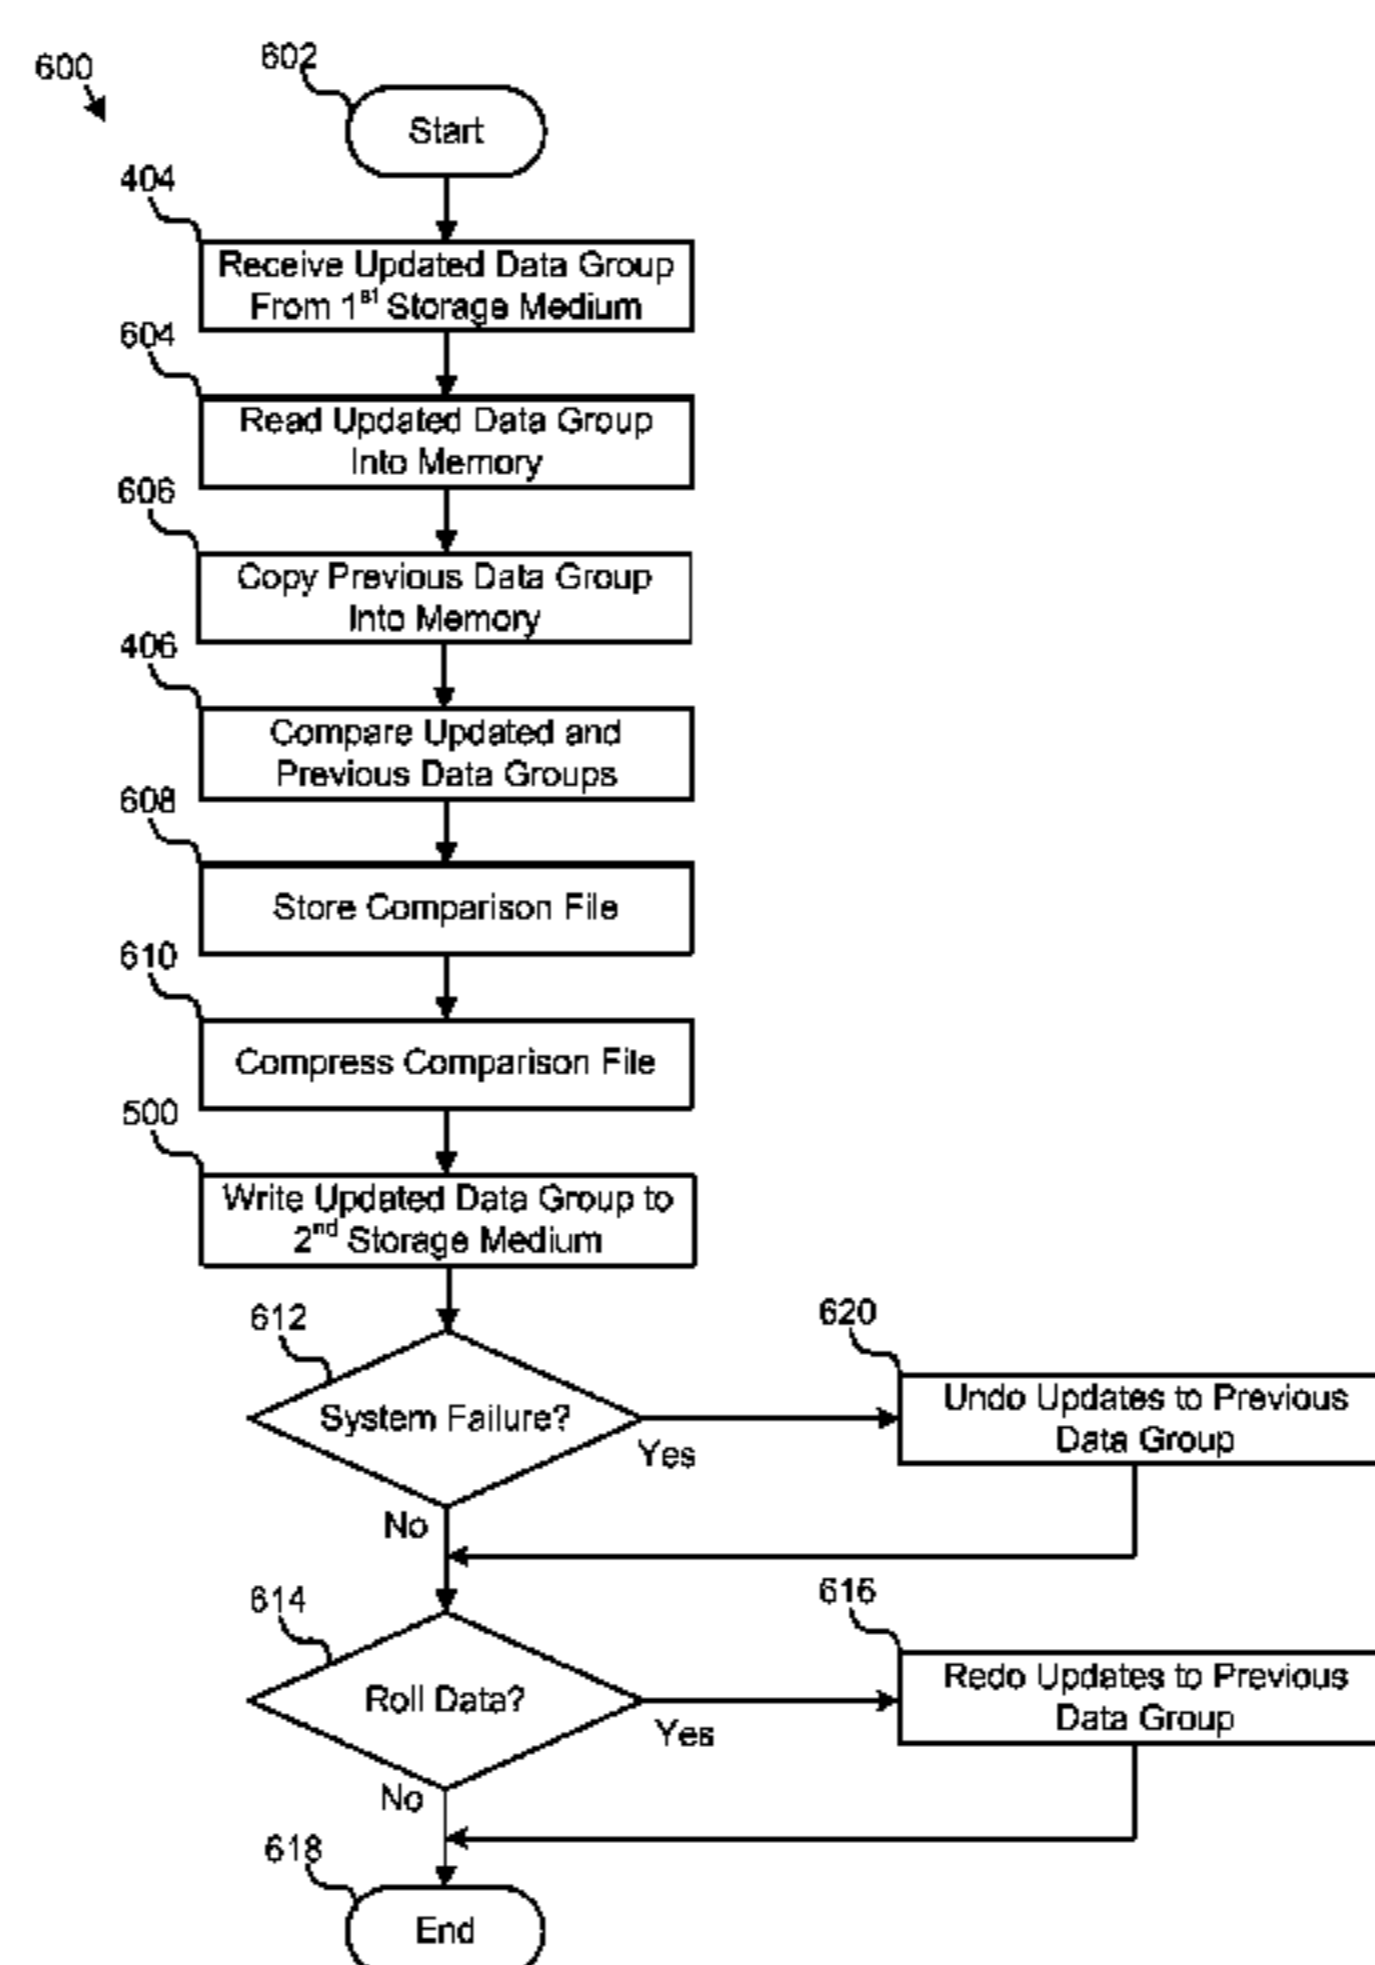 600
602
Start
404
Receive Updated Data Group
From 1st Storage Medium
604
Read Updated Data Group
Into Memory
606
Copy Previous Data Group
Into Memory
406
Compare Updated and
Previous Data Groups
608
Store Comparison File
610
Compress Comparison File
500
Write Updated Data Group to
2nd Storage Medium
612
System Failure?
Yes
No
620
Undo Updates to Previous
Data Group
614
Roll Data?
Yes
No
616
Redo Updates to Previous
Data Group
618
End